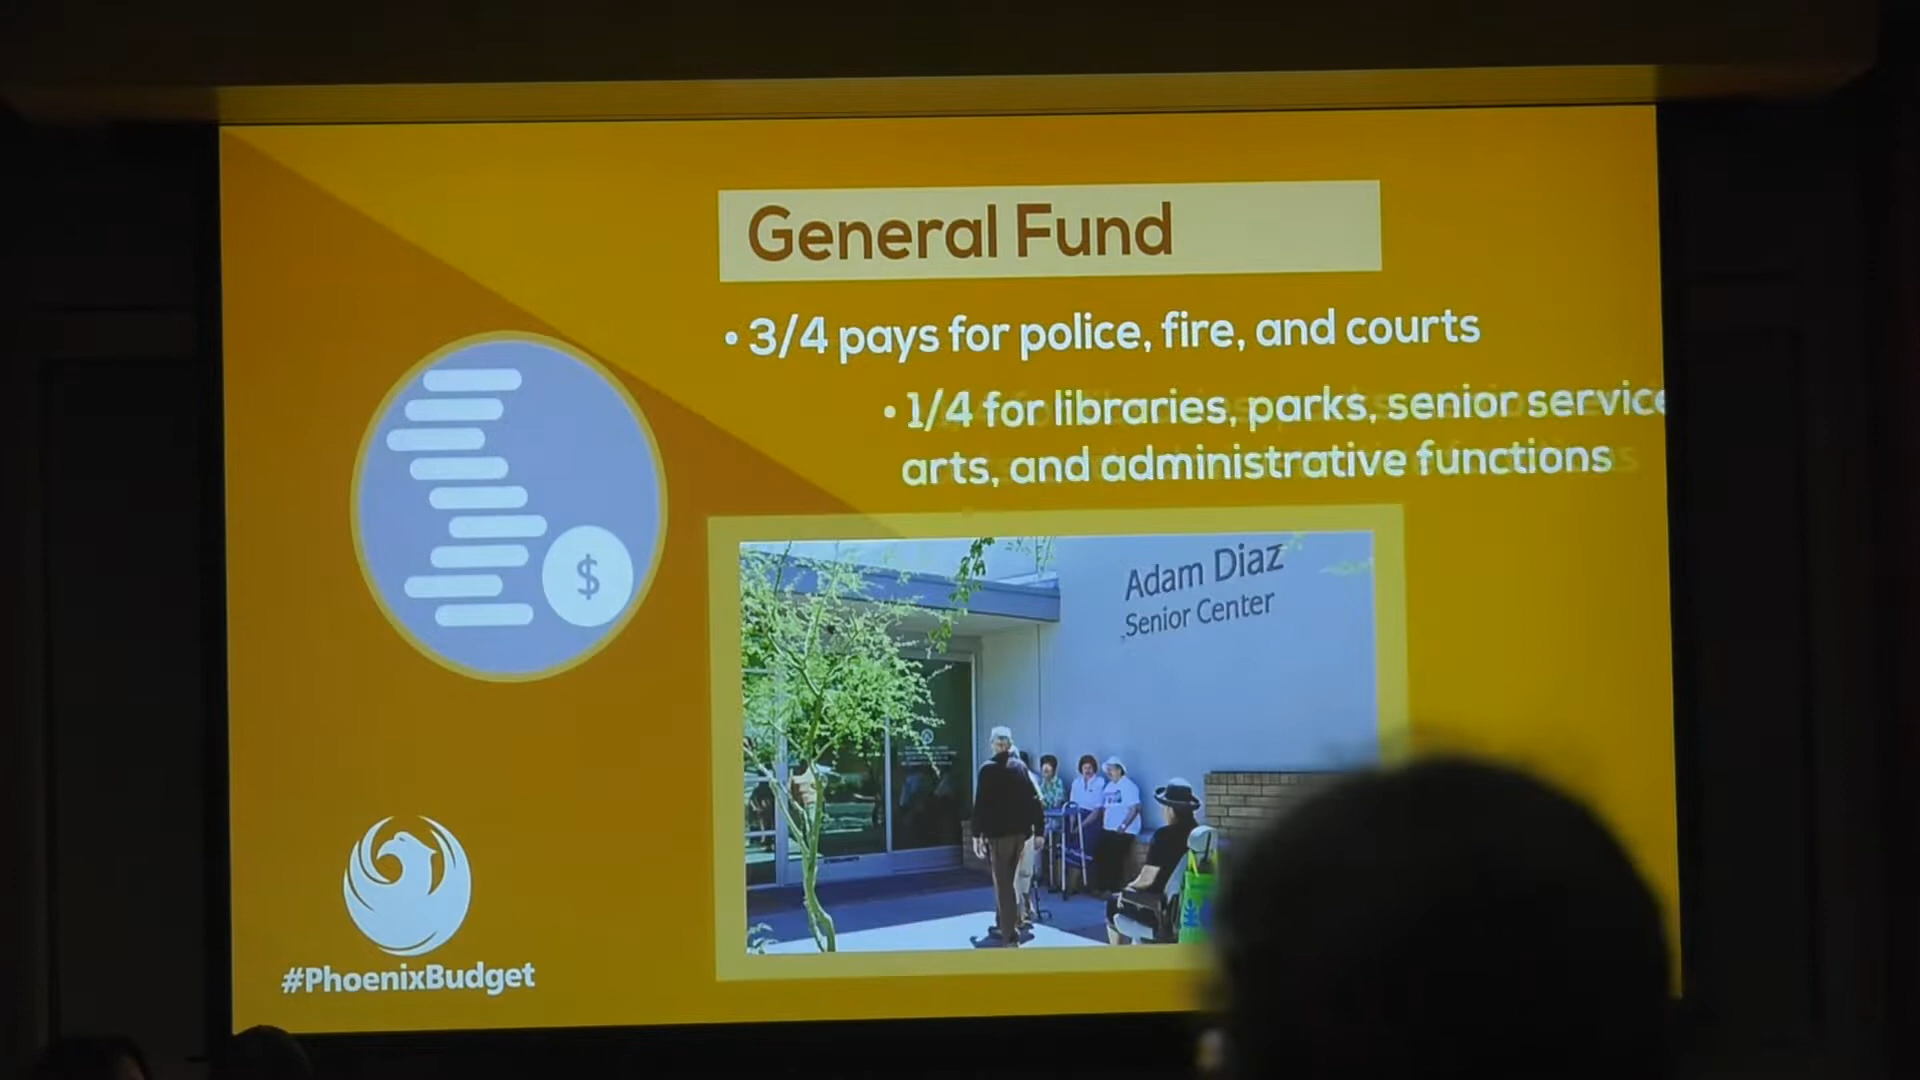 General Fund
• 3/4 pays for police, fire, and courts
• 1/4 for libraries, parks, senior service
arts, and administrative functions
Adam Diaz
Senior Center
$
#PhoenixBudget